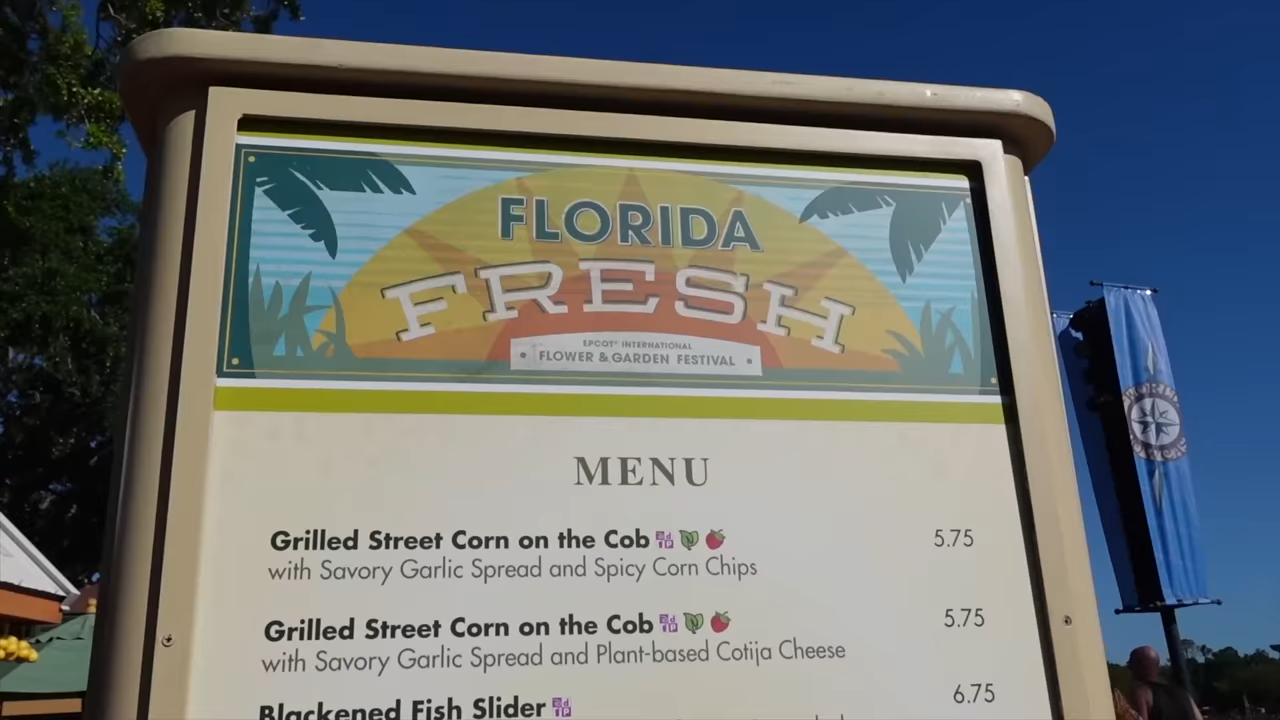 FLORIDA
FRESH
EPCOT® INTERNATIONAL
FLOWER & GARDEN FESTIVAL
MENU
Grilled Street Corn on the Cob 5.75
with Savory Garlic Spread and Spicy Corn Chips
Grilled Street Corn on the Cob 5.75
with Savory Garlic Spread and Plant-based Cotija Cheese
Blackened Fish Slider 6.75